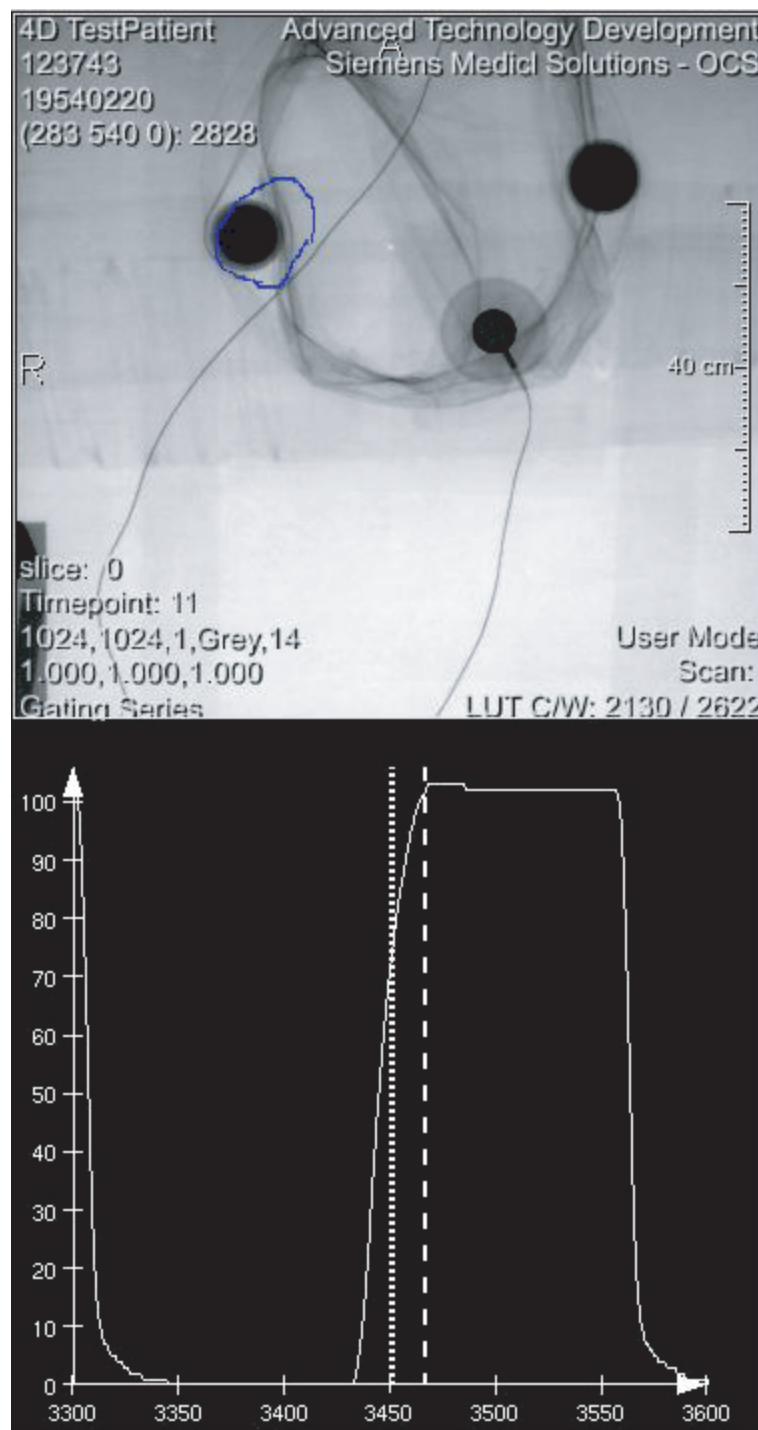 4D TestPatient
Advanced Technology Development
123743
A
Siemens Medicl Solutions - OCS
19540220
(283 540 0): 2828
R
40 cm
slice: 0
Timepoint: 11
1024,1024,1,Grey,14
User Mode
1.000,1.000,1.000
Scan:
Gating Series
LUT C/W: 2130 / 2622
100
90
80
70
60
50
40
30
20
10
0
3300 3350 3400 3450 3500 3550 3600